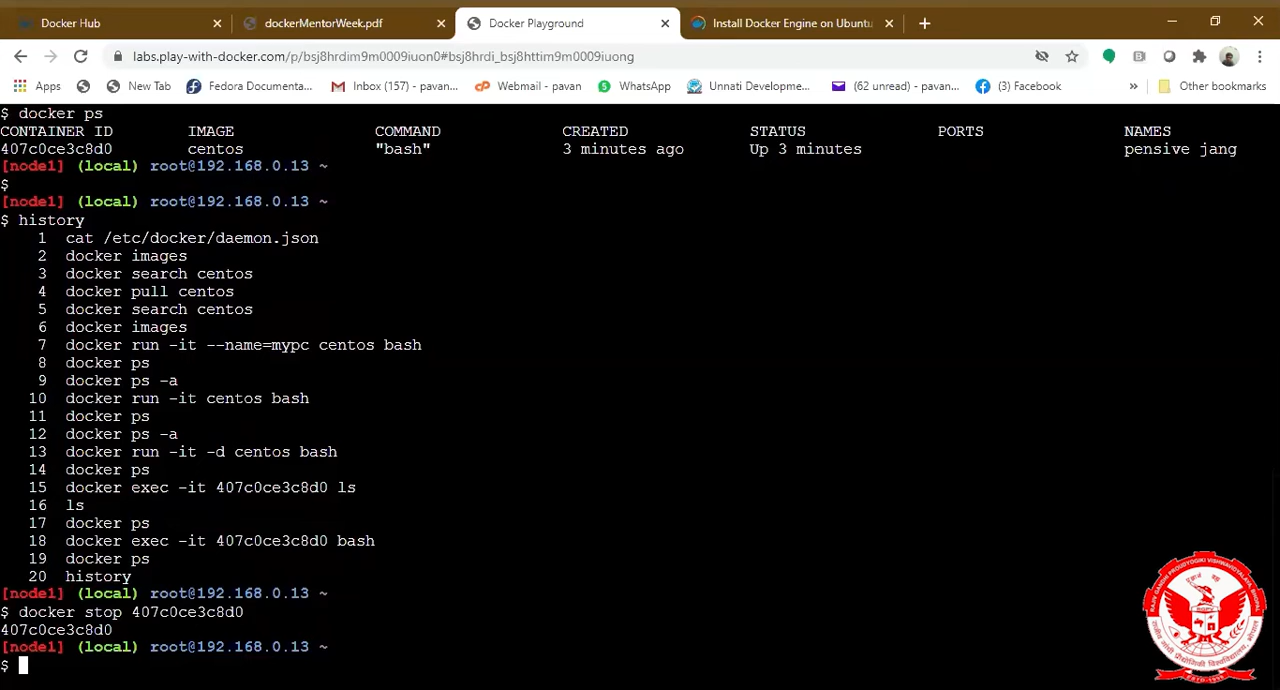 Docker Hub
dockerMentorWeek.pdf
Docker Playground
Install Docker Engine on Ubuntu
labs.play-with-docker.com/p/bsj8hrdim9m0009iuon0#bsj8hrdi_bsj8httim9m0009iuong
Apps
New Tab
Fedora Documenta...
Inbox (157) - pavan...
Webmail - pavan
WhatsApp
Unnati Developme...
(62 unread) - pavan...
(3) Facebook
»
Other bookmarks
$ docker ps
CONTAINER ID IMAGE COMMAND CREATED STATUS PORTS NAMES
407c0ce3c8d0 centos "bash" 3 minutes ago Up 3 minutes pensive jang
[node1] (local) root@192.168.0.13 ~
$
[node1] (local) root@192.168.0.13 ~
$ history
1 cat /etc/docker/daemon.json
2 docker images
3 docker search centos
4 docker pull centos
5 docker search centos
6 docker images
7 docker run -it --name=mypc centos bash
8 docker ps
9 docker ps -a
10 docker run -it centos bash
11 docker ps
12 docker ps -a
13 docker run -it -d centos bash
14 docker ps
15 docker exec -it 407c0ce3c8d0 ls
16 ls
17 docker ps
18 docker exec -it 407c0ce3c8d0 bash
19 docker ps
20 history
[node1] (local) root@192.168.0.13 ~
$ docker stop 407c0ce3c8d0
407c0ce3c8d0
[node1] (local) root@192.168.0.13 ~
$
RAJIV GANDHI PROUDYOGIKI VISHWAVIDYALAYA, BHOPAL